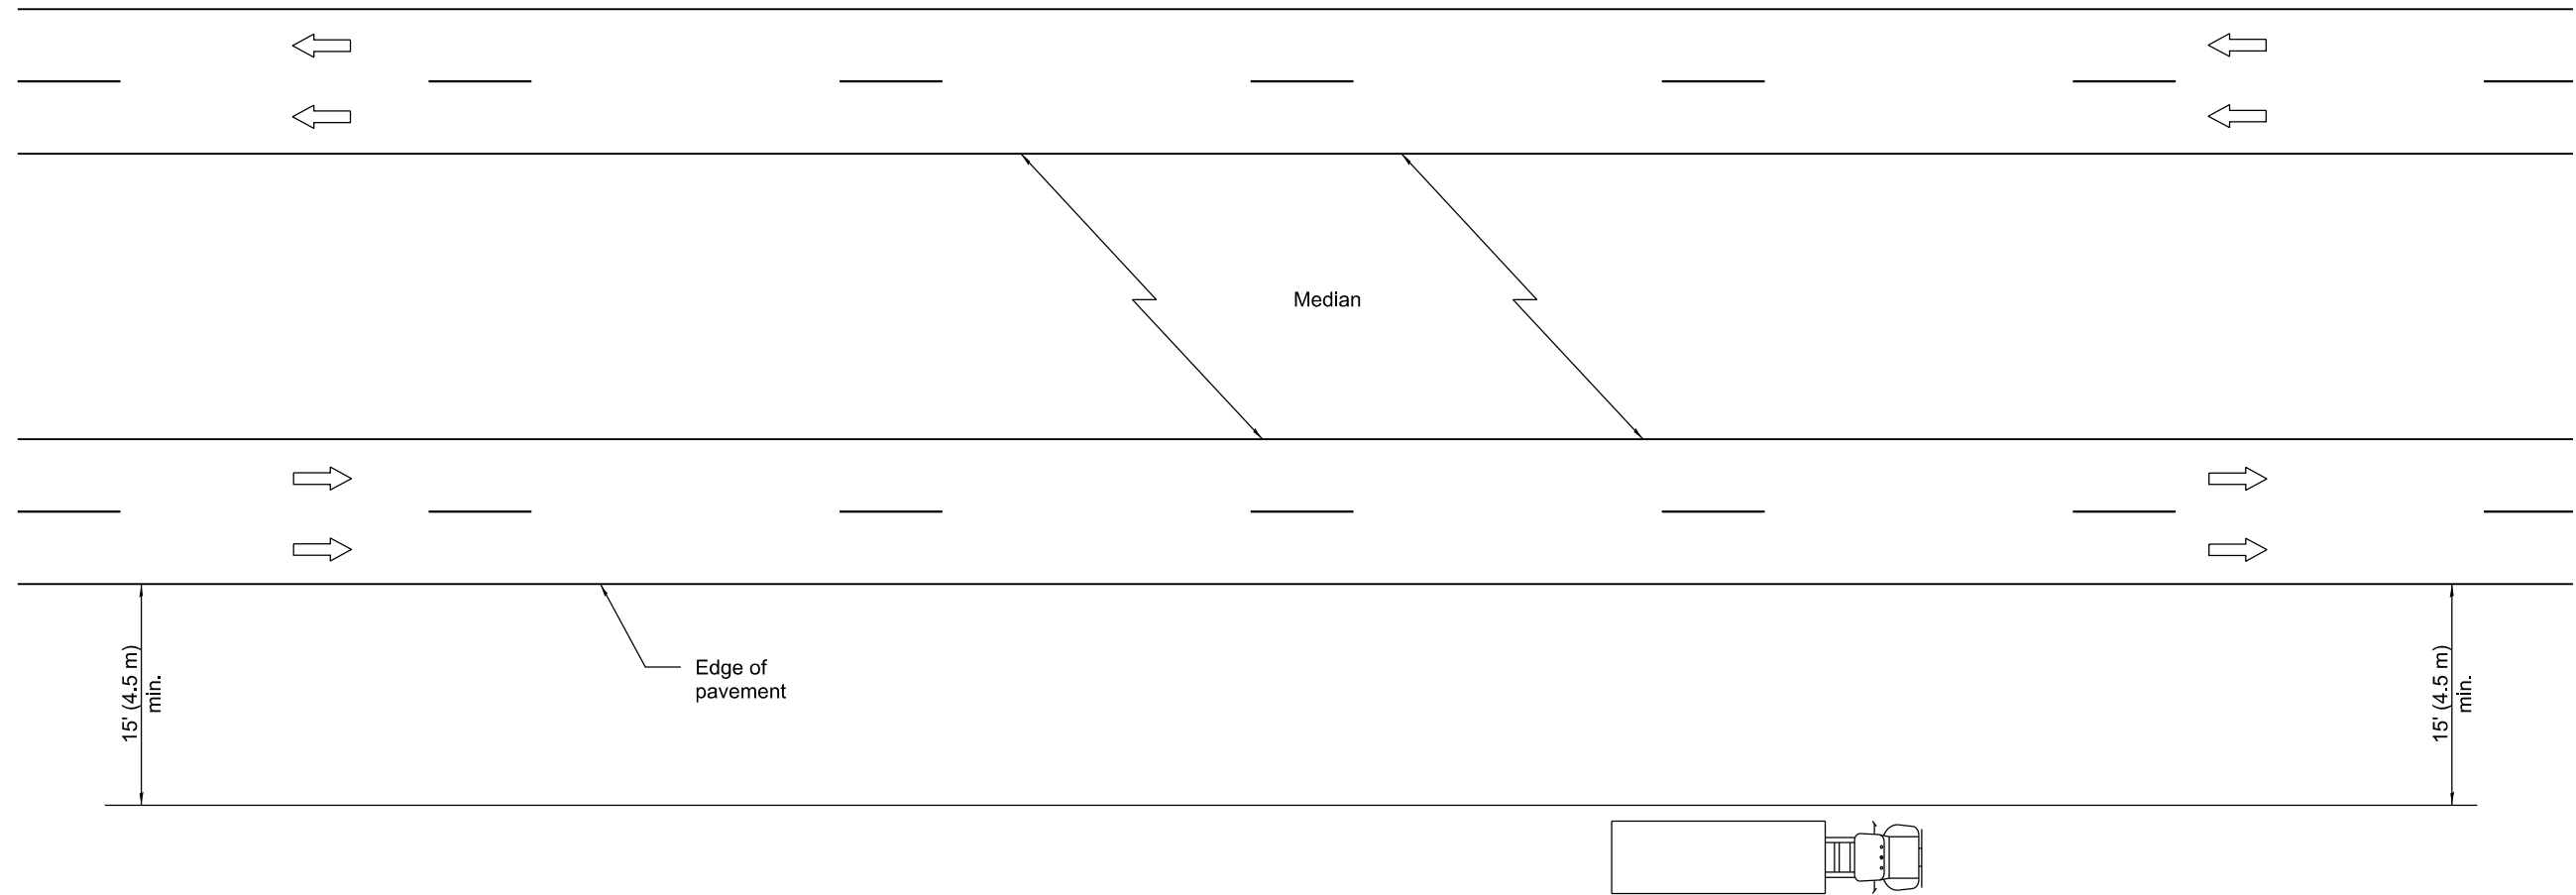 Median
Edge of
pavement
15' (4.5 m)
min.
15' (4.5 m)
min.